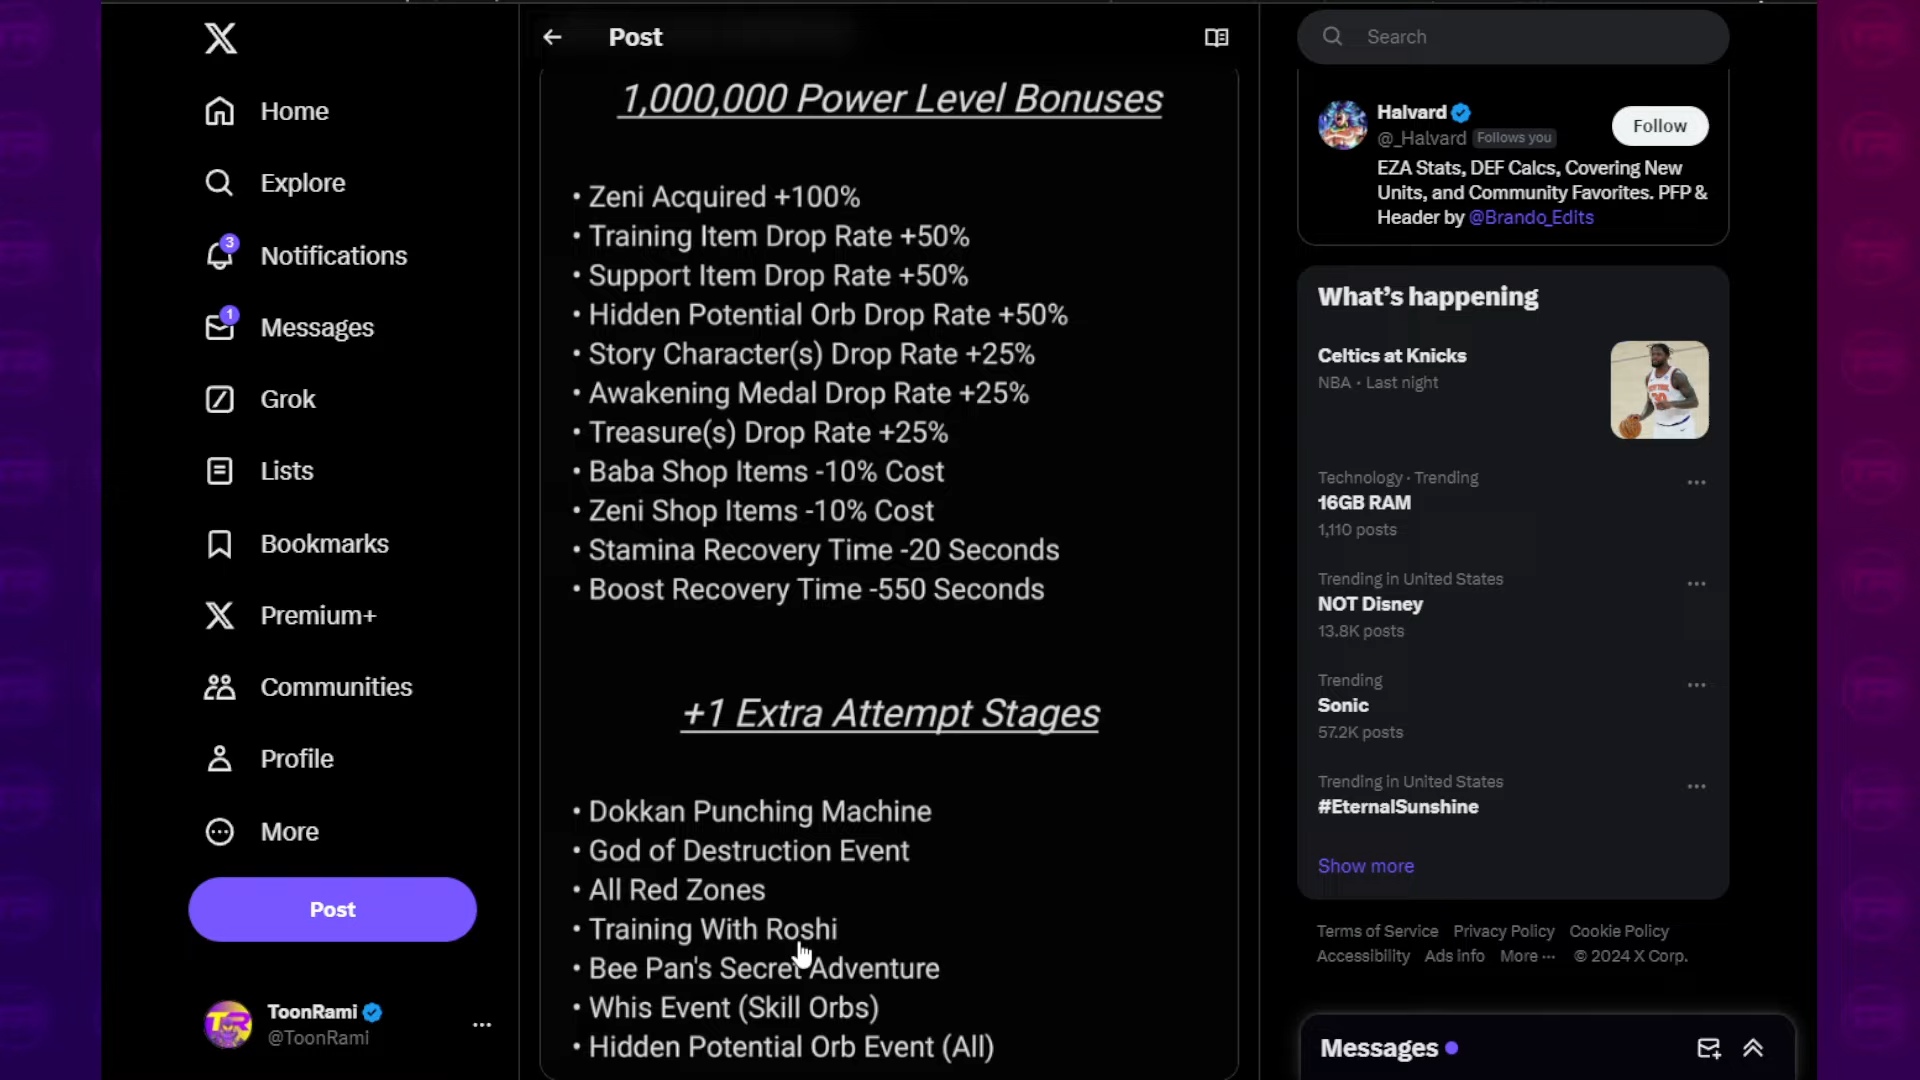 Home
Explore
3
Notifications
1
Messages
Grok
Lists
Bookmarks
Premium+
Communities
Profile
More
Post
ToonRami
@ToonRami
Post
1,000,000 Power Level Bonuses
• Zeni Acquired +100%
• Training Item Drop Rate +50%
• Support Item Drop Rate +50%
• Hidden Potential Orb Drop Rate +50%
• Story Character(s) Drop Rate +25%
• Awakening Medal Drop Rate +25%
• Treasure(s) Drop Rate +25%
• Baba Shop Items -10% Cost
• Zeni Shop Items -10% Cost
• Stamina Recovery Time -20 Seconds
• Boost Recovery Time -550 Seconds
+1 Extra Attempt Stages
• Dokkan Punching Machine
• God of Destruction Event
• All Red Zones
• Training With Roshi
• Bee Pan's Secret Adventure
• Whis Event (Skill Orbs)
• Hidden Potential Orb Event (All)
Search
Halvard
@_Halvard Follows you
Follow
EZA Stats, DEF Calcs, Covering New
Units, and Community Favorites. PFP &
Header by @Brando_Edits
What's happening
Celtics at Knicks
NBA · Last night
Technology · Trending
16GB RAM
1,110 posts
Trending in United States
NOT Disney
13.8K posts
Trending
Sonic
57.2K posts
Trending in United States
#EternalSunshine
Show more
Terms of Service Privacy Policy Cookie Policy
Accessibility Ads info More ··· © 2024 X Corp.
Messages